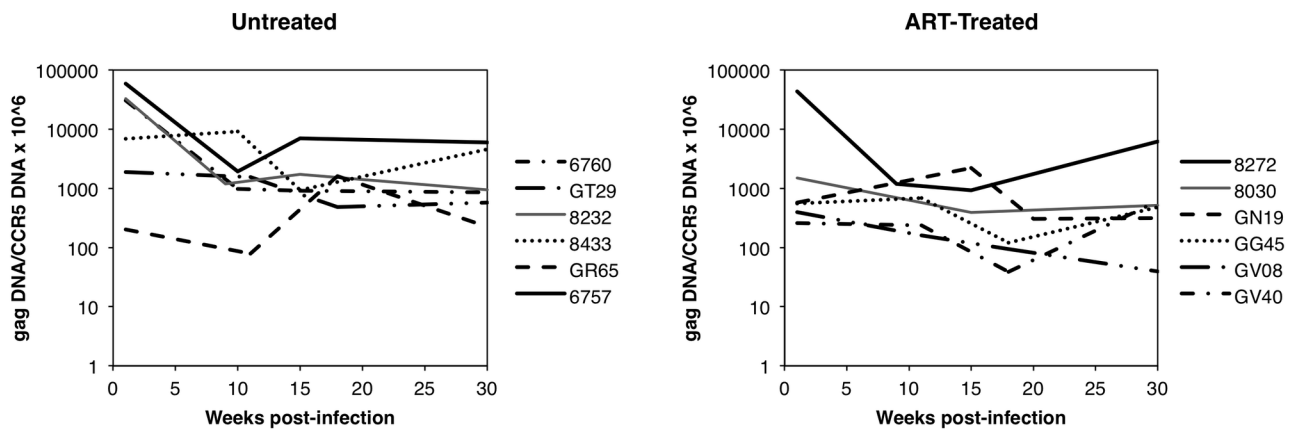 Untreated
gag DNA/CCR5 DNA x 10^6
100000
10000
1000
100
10
1
0 5 10 15 20 25 30
Weeks post-infection
6760
GT29
8232
8433
GR65
6757
ART-Treated
gag DNA/CCR5 DNA x 10^6
100000
10000
1000
100
10
1
0 5 10 15 20 25 30
Weeks post-infection
8272
8030
GN19
GG45
GV08
GV40